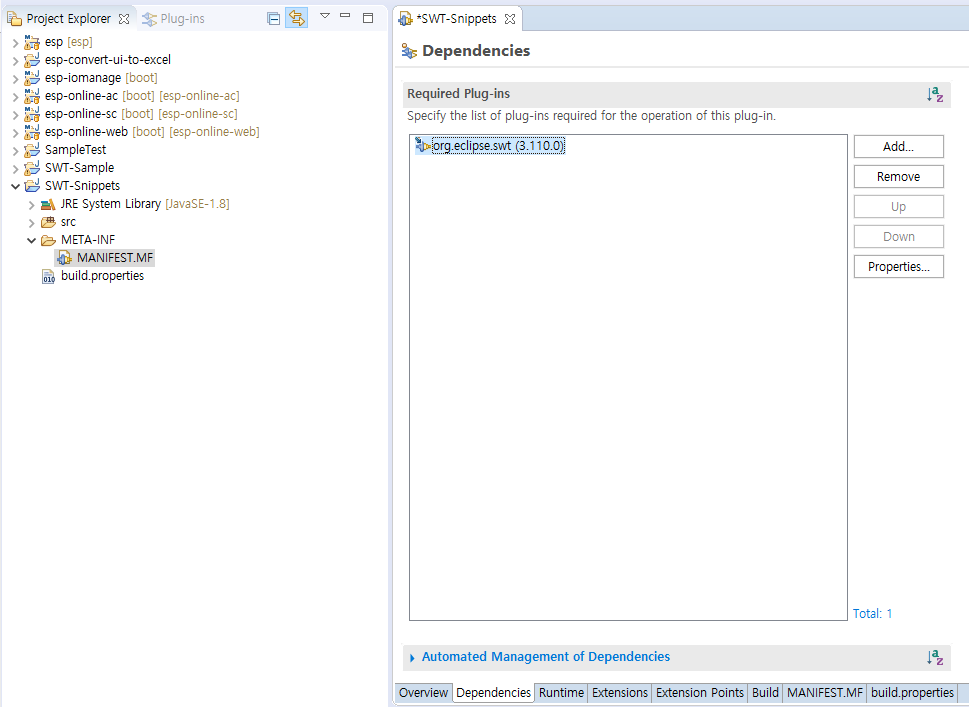 Project Explorer
Plug-ins
esp [esp]
esp-convert-ui-to-excel
esp-iomanage [boot]
esp-online-ac [boot] [esp-online-ac]
esp-online-sc [boot] [esp-online-sc]
esp-online-web [boot] [esp-online-web]
SampleTest
SWT-Sample
SWT-Snippets
JRE System Library [JavaSE-1.8]
src
META-INF
MANIFEST.MF
010
build.properties
*SWT-Snippets
Dependencies
Required Plug-ins
Specify the list of plug-ins required for the operation of this plug-in.
org.eclipse.swt (3.110.0)
Add...
Remove
Up
Down
Properties...
Total: 1
Automated Management of Dependencies
Overview Dependencies Runtime Extensions Extension Points Build MANIFEST.MF build.properties